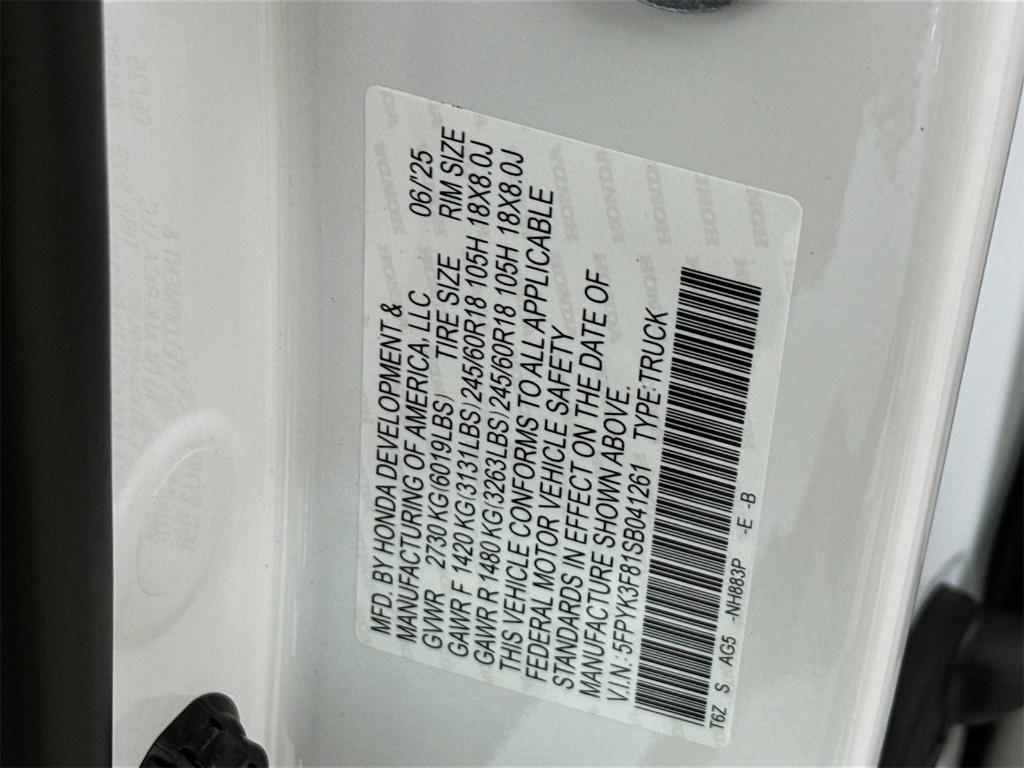 MFD. BY HONDA DEVELOPMENT &
MANUFACTURING OF AMERICA, LLC 06/'25
GVWR 2730 KG(6019LBS) TIRE SIZE RIM SIZE
GAWR F 1420 KG(3131LBS) 245/60R18 105H 18X8.0J
GAWR R 1480 KG(3263LBS) 245/60R18 105H 18X8.0J
THIS VEHICLE CONFORMS TO ALL APPLICABLE
FEDERAL MOTOR VEHICLE SAFETY
STANDARDS IN EFFECT ON THE DATE OF
MANUFACTURE SHOWN ABOVE.
V.I.N.: 5FPYK3F81SB041261 TYPE: TRUCK
T6Z S AG5 -NH883P -E -B